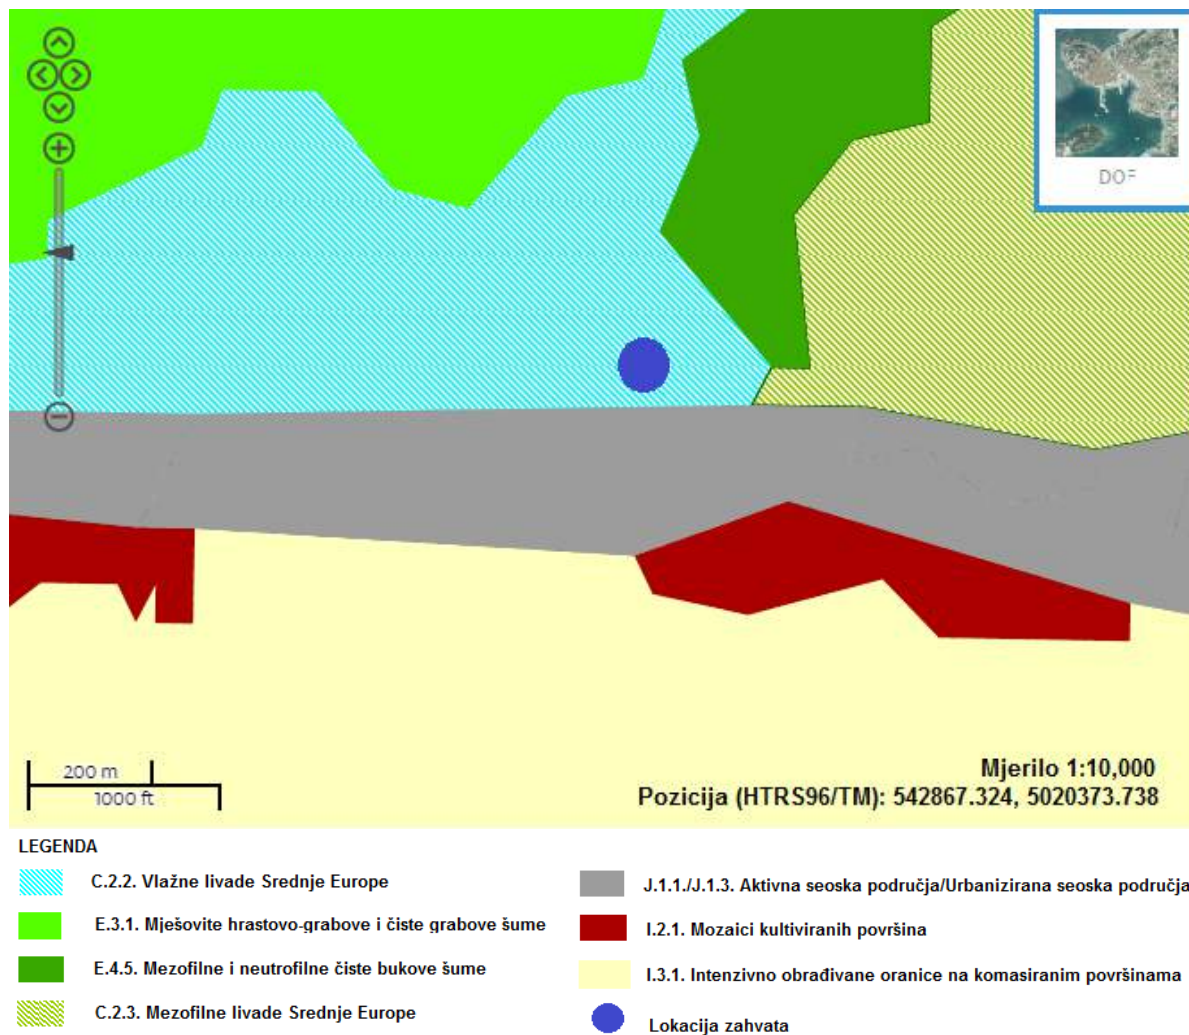 DOF
200 m
1000 ft
Mjerilo 1:10,000
Pozicija (HTRS96/TM): 542867.324, 5020373.738
LEGENDA
C.2.2. Vlažne livade Srednje Europe
E.3.1. Mješovite hrastovo-grabove i čiste grabove šume
E.4.5. Mezofilne i neutrofilne čiste bukove šume
C.2.3. Mezofilne livade Srednje Europe
J.1.1./J.1.3. Aktivna seoska područja/Urbanizirana seoska područja
I.2.1. Mozaici kultiviranih površina
I.3.1. Intenzivno obrađivane oranice na komasiranim površinama
Lokacija zahvata